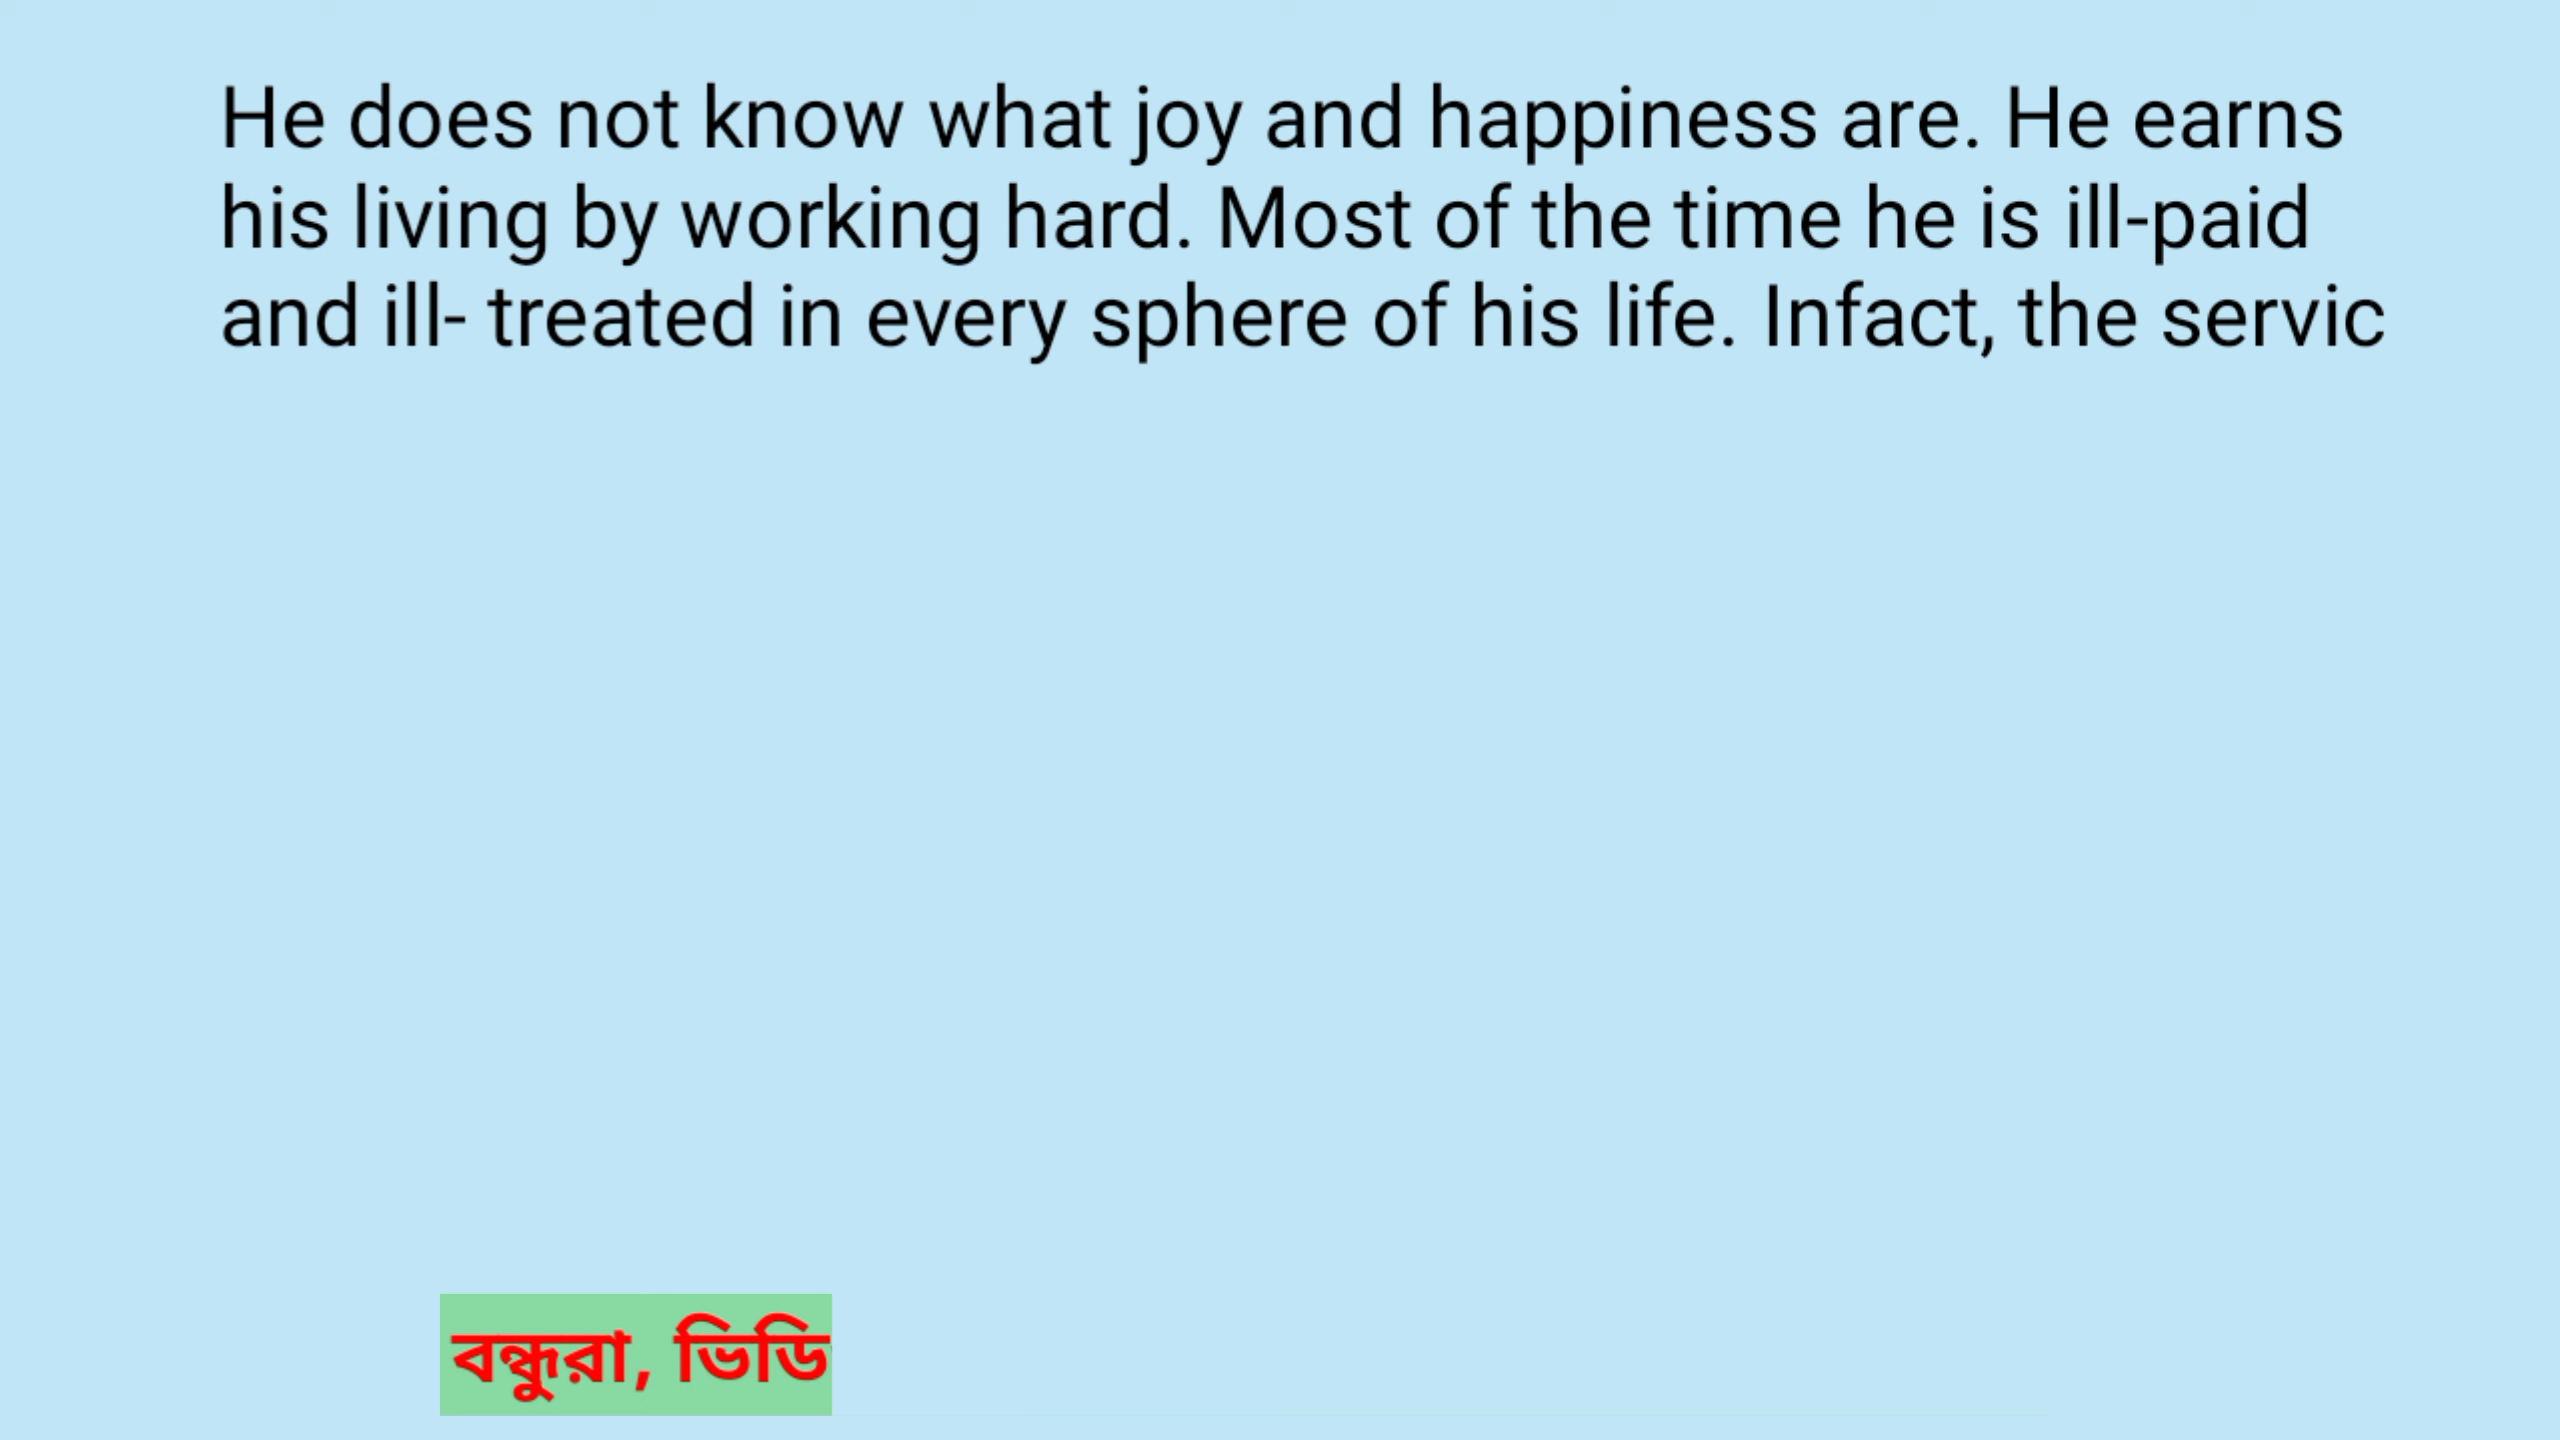 He does not know what joy and happiness are. He earns
his living by working hard. Most of the time he is ill-paid
and ill- treated in every sphere of his life. Infact, the servic
বন্ধুরা, ভিডি